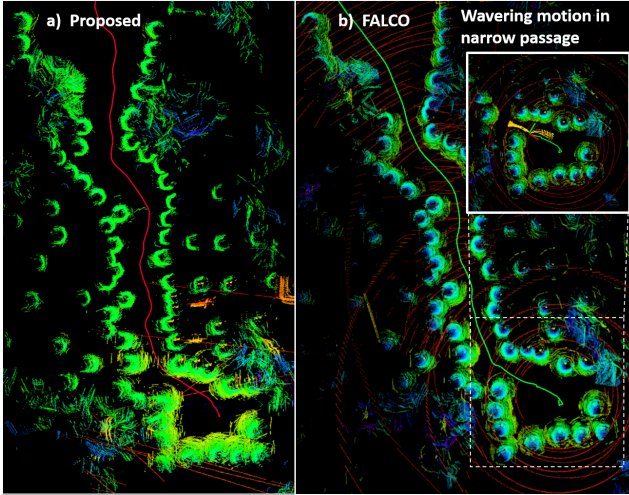 a) Proposed
b) FALCO
Wavering motion in
narrow passage